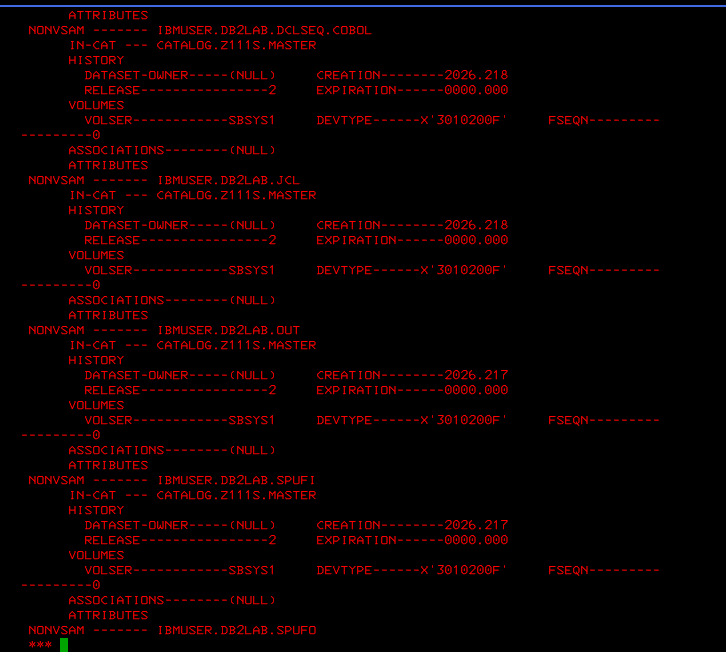 ATTRIBUTES
NONVSAM ------- IBMUSER.DB2LAB.DCLSEQ.COBOL
IN-CAT --- CATALOG.Z111S.MASTER
HISTORY
DATASET-OWNER-----(NULL)     CREATION--------2026.218
RELEASE----------------2     EXPIRATION------0000.000
VOLUMES
VOLSER------------SBSYS1     DEVTYPE------X'3010200F'     FSEQN---------
---------0
ASSOCIATIONS--------(NULL)
ATTRIBUTES
NONVSAM ------- IBMUSER.DB2LAB.JCL
IN-CAT --- CATALOG.Z111S.MASTER
HISTORY
DATASET-OWNER-----(NULL)     CREATION--------2026.218
RELEASE----------------2     EXPIRATION------0000.000
VOLUMES
VOLSER------------SBSYS1     DEVTYPE------X'3010200F'     FSEQN---------
---------0
ASSOCIATIONS--------(NULL)
ATTRIBUTES
NONVSAM ------- IBMUSER.DB2LAB.OUT
IN-CAT --- CATALOG.Z111S.MASTER
HISTORY
DATASET-OWNER-----(NULL)     CREATION--------2026.217
RELEASE----------------2     EXPIRATION------0000.000
VOLUMES
VOLSER------------SBSYS1     DEVTYPE------X'3010200F'     FSEQN---------
---------0
ASSOCIATIONS--------(NULL)
ATTRIBUTES
NONVSAM ------- IBMUSER.DB2LAB.SPUFI
IN-CAT --- CATALOG.Z111S.MASTER
HISTORY
DATASET-OWNER-----(NULL)     CREATION--------2026.217
RELEASE----------------2     EXPIRATION------0000.000
VOLUMES
VOLSER------------SBSYS1     DEVTYPE------X'3010200F'     FSEQN---------
---------0
ASSOCIATIONS--------(NULL)
ATTRIBUTES
NONVSAM ------- IBMUSER.DB2LAB.SPUFO
***